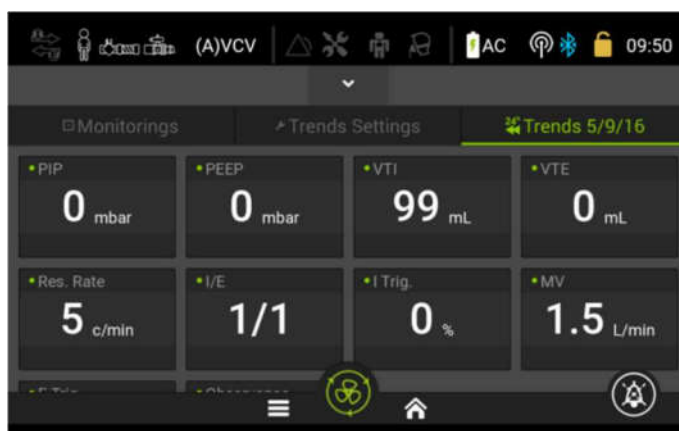 (A)VCV AC 09:50
Monitorings Trends Settings 24 Trends 5/9/16
PIP PEEP VTI VTE
0 mbar 0 mbar 99 mL 0 mL
Res. Rate I/E I Trig. MV
5 c/min 1/1 0 % 1.5 L/min